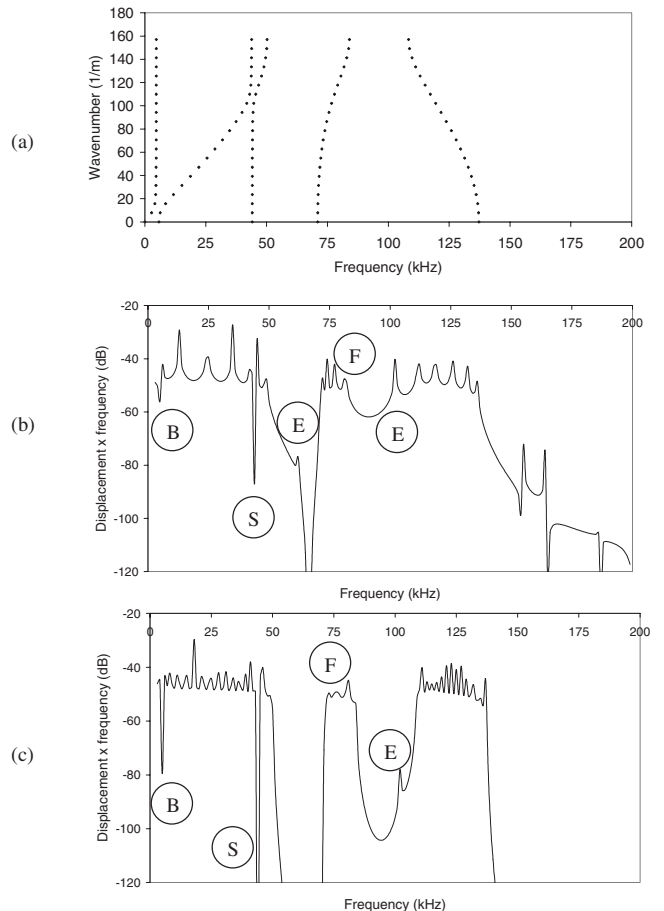 (a)
Wavenumber (1/m)
180
160
140
120
100
80
60
40
20
0
0 25 50 75 100 125 150 175 200
Frequency (kHz)
(b)
Displacement x frequency (dB)
-20
-40
-60
-80
-100
-120
0 25 50 75 100 125 150 175 200
F
B
E
E
S
Frequency (kHz)
(c)
Displacement x frequency (dB)
-20
-40
-60
-80
-100
-120
0 25 50 75 100 125 150 175 200
F
E
B
S
Frequency (kHz)